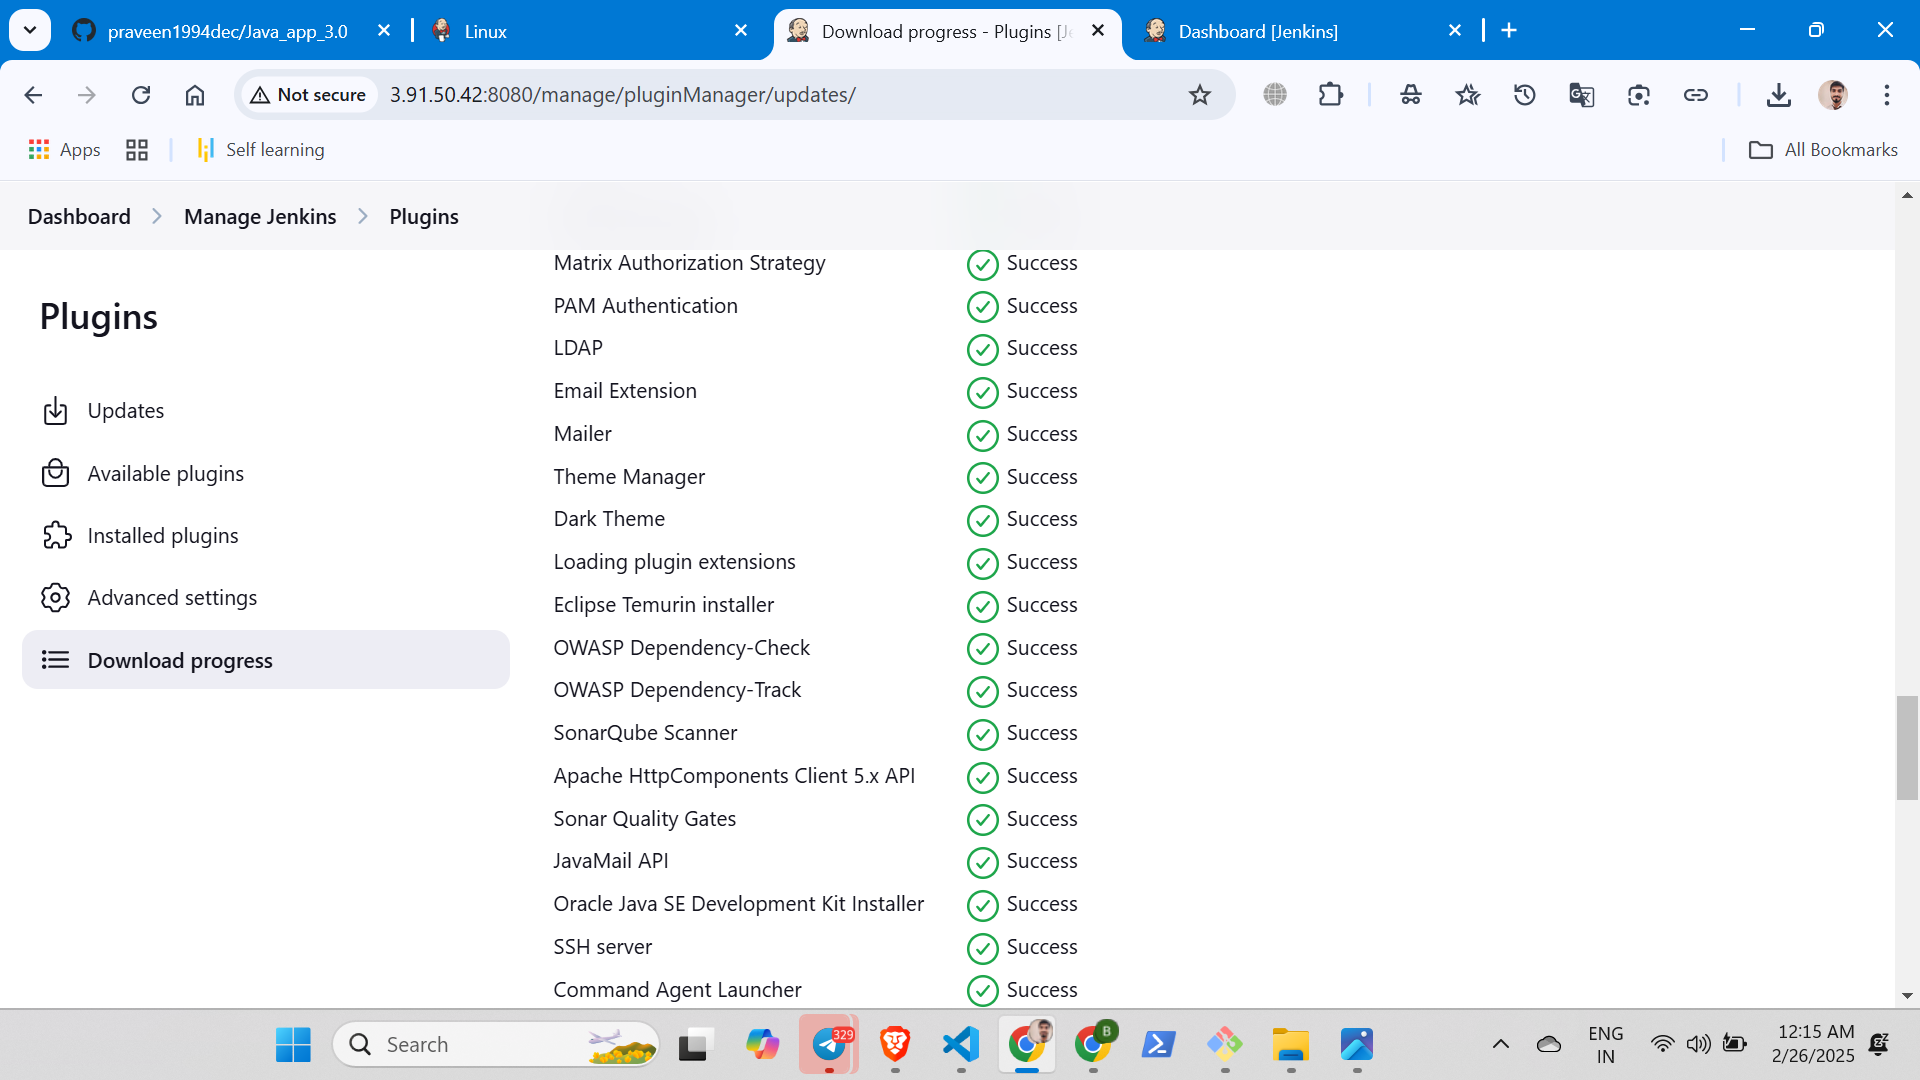 praveen1994dec/Java_app_3.0
Linux
Download progress - Plugins [Je
Dashboard [Jenkins]
Not secure
3.91.50.42:8080/manage/pluginManager/updates/
Apps
Self learning
All Bookmarks
Dashboard
Manage Jenkins
Plugins
Plugins
Updates
Available plugins
Installed plugins
Advanced settings
Download progress
Matrix Authorization Strategy Success
PAM Authentication Success
LDAP Success
Email Extension Success
Mailer Success
Theme Manager Success
Dark Theme Success
Loading plugin extensions Success
Eclipse Temurin installer Success
OWASP Dependency-Check Success
OWASP Dependency-Track Success
SonarQube Scanner Success
Apache HttpComponents Client 5.x API Success
Sonar Quality Gates Success
JavaMail API Success
Oracle Java SE Development Kit Installer Success
SSH server Success
Command Agent Launcher Success
Search
329
B
ENG
IN
12:15 AM
2/26/2025